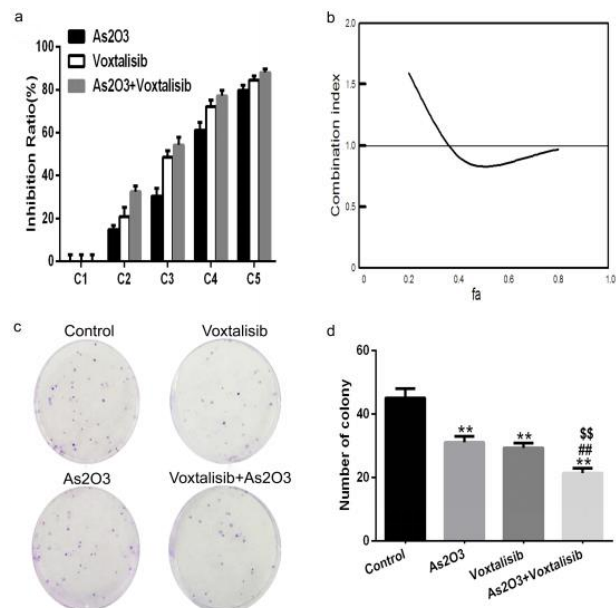 a
As2O3
Voxtalisib
As2O3+Voxtalisib
Inhibition Ratio(%)
100
80
60
40
20
0
C1 C2 C3 C4 C5
b
Combination index
2.0
1.5
1.0
0.5
0
0 0.2 0.4 0.6 0.8 1.0
fa
c
Control Voxtalisib
As2O3 Voxtalisib+As2O3
d
Number of colony
60
40
20
0
**
**
$$
##
**
Control As2O3 Voxtalisib As2O3+Voxtalisib